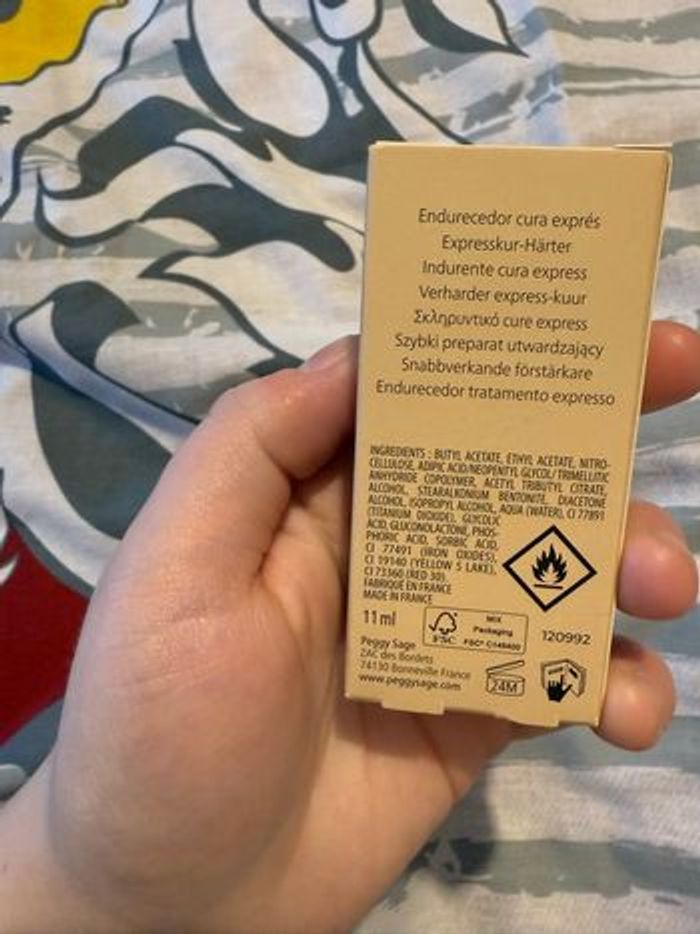 Endurecedor cura exprés
Expresskur-Härter
Indurente cura express
Verharder express-kuur
Σκληρυντικό cure express
Szybki preparat utwardzający
Snabbverkande förstärkare
Endurecedor tratamento expresso
INGREDIENTS : BUTYL ACETATE, ETHYL ACETATE, NITRO-
CELLULOSE, ADIPIC ACID/NEOPENTYL GLYCOL/ TRIMELLITIC
ANHYDRIDE COPOLYMER, ACETYL TRIBUTYL CITRATE,
ALCOHOL, STEARALKONIUM BENTONITE, DIACETONE
ALCOHOL, ISOPROPYL ALCOHOL, AQUA (WATER), CI 77891
(TITANIUM DIOXIDE), GLYCOLIC
ACID, GLUCONOLACTONE, PHOS-
PHORIC ACID, SORBIC ACID,
CI 77491 (IRON OXIDES),
CI 19140 (YELLOW 5 LAKE),
CI 73360 (RED 30).
FABRIQUÉ EN FRANCE
MADE IN FRANCE
11 ml
FSC
MIX
Packaging
FSC® C148400
120992
Peggy Sage
ZAC des Bordets
74130 Bonneville France
www.peggysage.com
24M